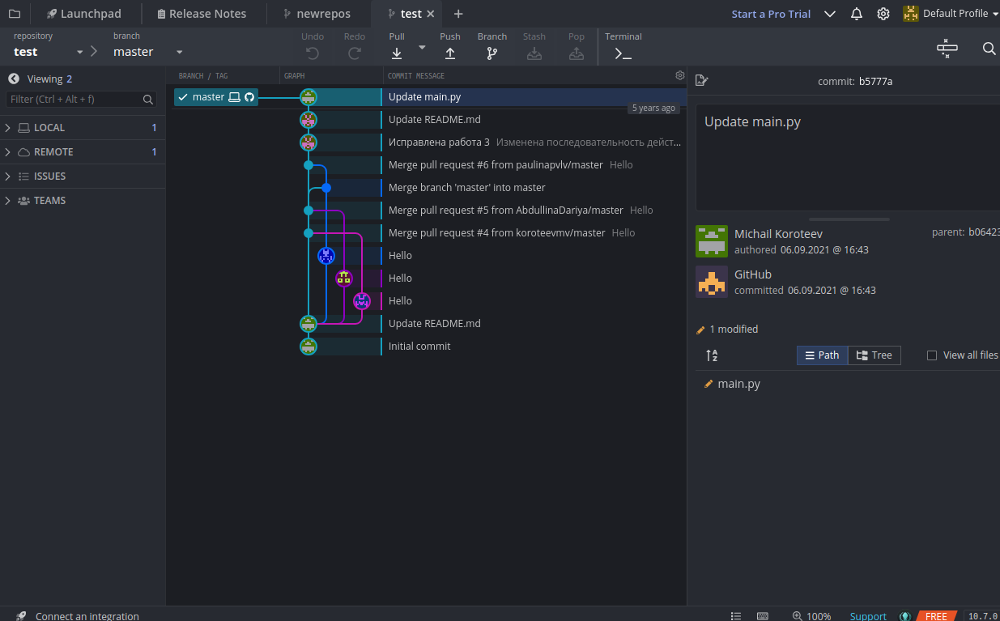 Launchpad
Release Notes
newrepos
test
Start a Pro Trial
Default Profile
repository
test
branch
master
Undo
Redo
Pull
Push
Branch
Stash
Pop
Terminal
Viewing 2
Filter (Ctrl + Alt + f)
LOCAL 1
REMOTE 1
ISSUES
TEAMS
BRANCH / TAG
GRAPH
COMMIT MESSAGE
master
Update main.py
5 years ago
Update README.md
Исправлена работа 3 Изменена последовательность дейст...
Merge pull request #6 from paulinapvlv/master Hello
Merge branch 'master' into master
Merge pull request #5 from AbdullinaDariya/master Hello
Merge pull request #4 from koroteevmv/master Hello
Hello
Hello
Hello
Update README.md
Initial commit
commit: b5777a
Update main.py
Michail Koroteev
authored 06.09.2021 @ 16:43
parent: b06423
GitHub
committed 06.09.2021 @ 16:43
1 modified
A
Z
Path
Tree
View all files
main.py
Connect an integration
100%
Support
FREE
10.7.0